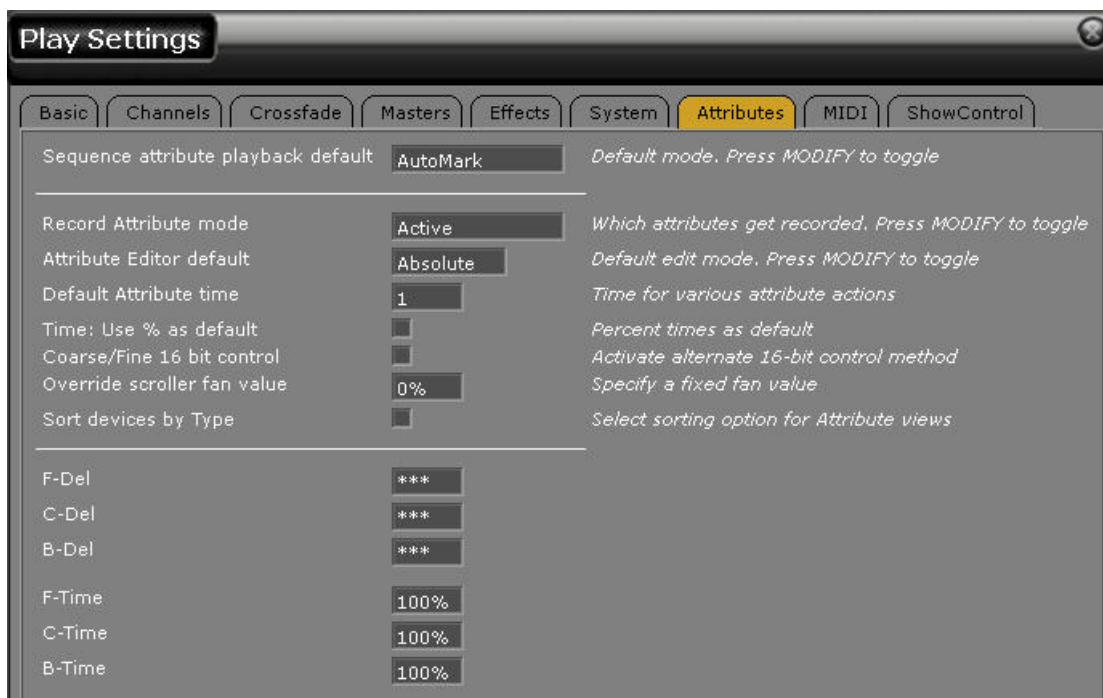 Play Settings
Basic Channels Crossfade Masters Effects System Attributes MIDI ShowControl
Sequence attribute playback default AutoMark Default mode. Press MODIFY to toggle
Record Attribute mode Active Which attributes get recorded. Press MODIFY to toggle
Attribute Editor default Absolute Default edit mode. Press MODIFY to toggle
Default Attribute time 1 Time for various attribute actions
Time: Use % as default Percent times as default
Coarse/Fine 16 bit control Activate alternate 16-bit control method
Override scroller fan value 0% Specify a fixed fan value
Sort devices by Type Select sorting option for Attribute views
F-Del ***
C-Del ***
B-Del ***
F-Time 100%
C-Time 100%
B-Time 100%